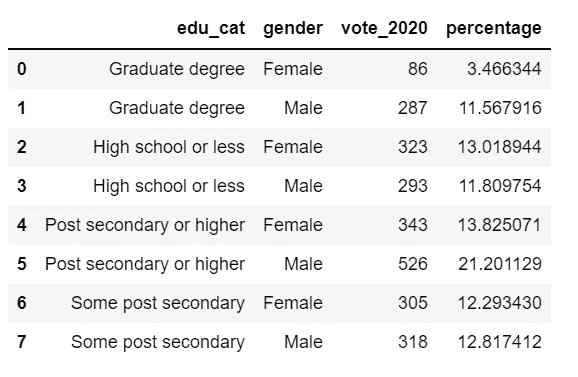 edu_cat gender vote_2020 percentage
0 Graduate degree Female 86 3.466344
1 Graduate degree Male 287 11.567916
2 High school or less Female 323 13.018944
3 High school or less Male 293 11.809754
4 Post secondary or higher Female 343 13.825071
5 Post secondary or higher Male 526 21.201129
6 Some post secondary Female 305 12.293430
7 Some post secondary Male 318 12.817412